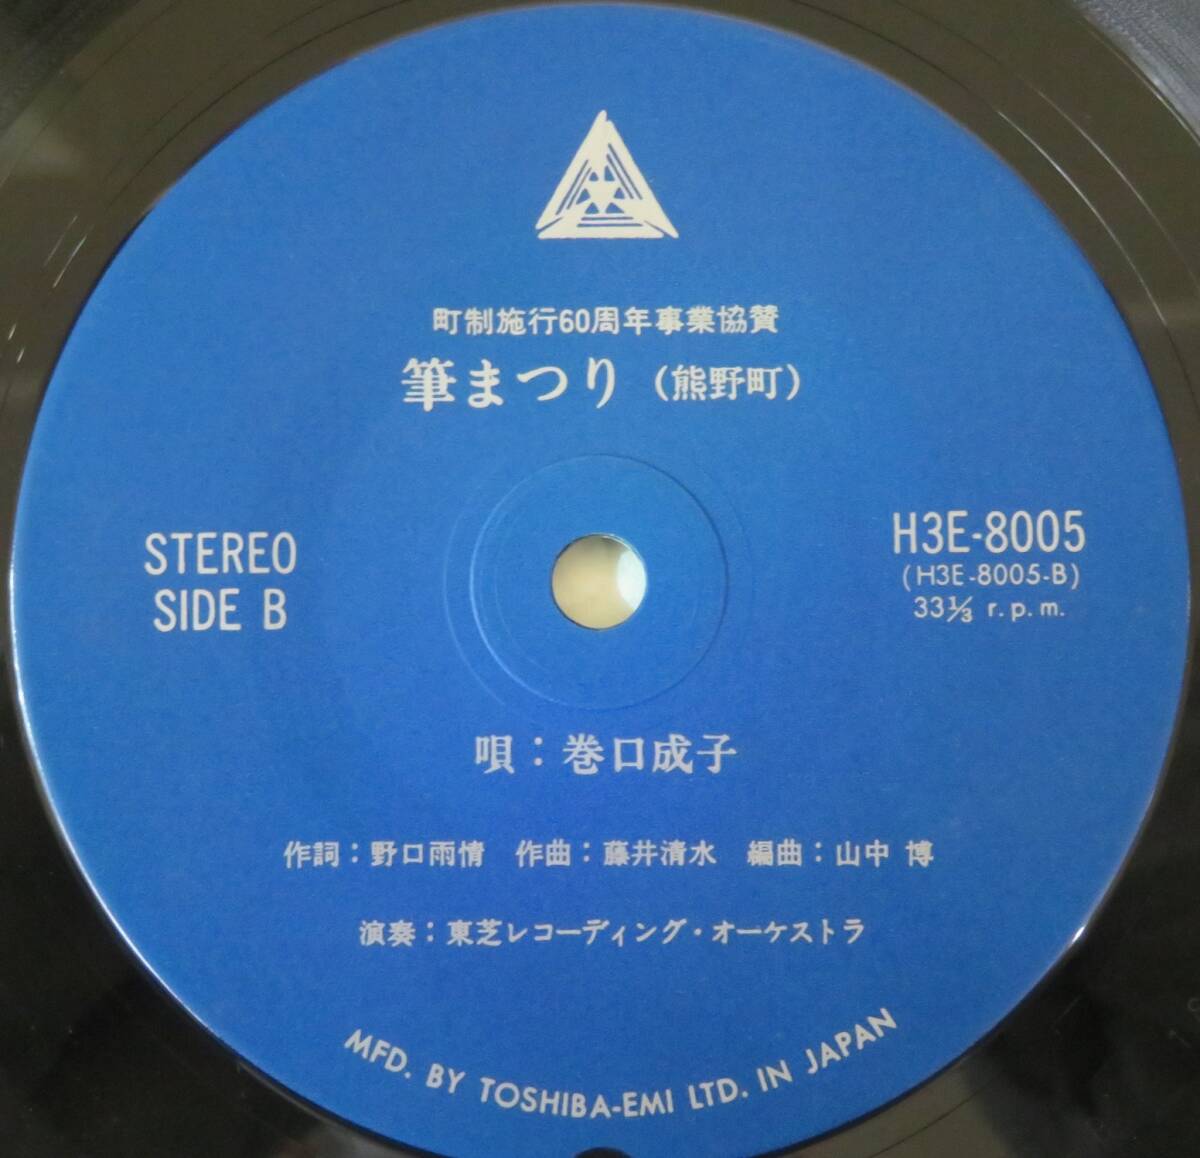 町制施行60周年事業協賛
筆まつり（熊野町）
STEREO
SIDE B
H3E-8005
(H3E-8005-B)
33⅓ r.p.m.
唄：巻口成子
作詞：野口雨情 作曲：藤井清水 編曲：山中 博
演奏：東芝レコーディング・オーケストラ
MFD. BY TOSHIBA-EMI LTD. IN JAPAN